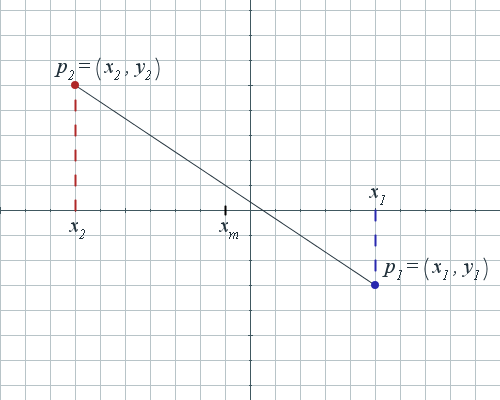 p₂ = (x₂, y₂)
x₁
x₂
xₘ
p₁ = (x₁, y₁)